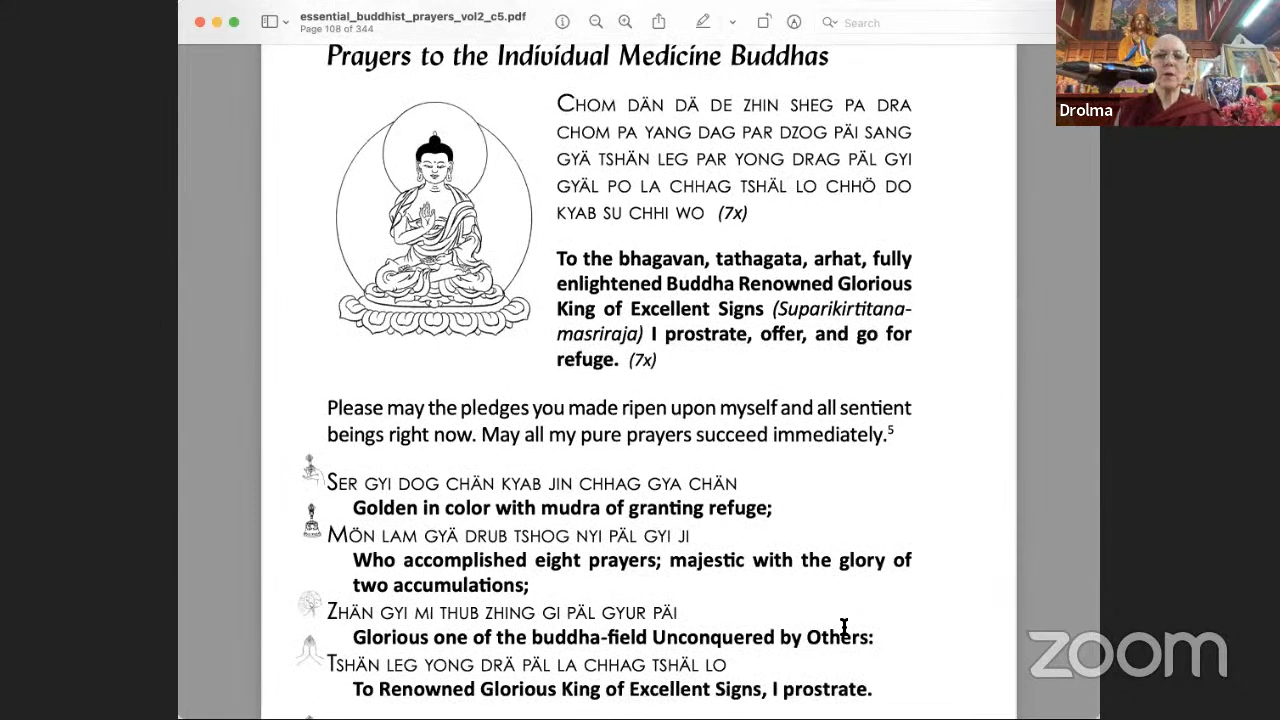 essential_buddhist_prayers_vol2_c5.pdf
Page 108 of 344
Search
Drolma
Prayers to the Individual Medicine Buddhas
CHOM DÄN DÄ DE ZHIN SHEG PA DRA
CHOM PA YANG DAG PAR DZOG PÄI SANG
GYÄ TSHÄN LEG PAR YONG DRAG PÄL GYI
GYÄL PO LA CHHAG TSHÄL LO CHHÖ DO
KYAB SU CHHI WO (7x)
To the bhagavan, tathagata, arhat, fully
enlightened Buddha Renowned Glorious
King of Excellent Signs (Suparikirtitana-
masriraja) I prostrate, offer, and go for
refuge. (7x)
Please may the pledges you made ripen upon myself and all sentient
beings right now. May all my pure prayers succeed immediately.5
SER GYI DOG CHÄN KYAB JIN CHHAG GYA CHÄN
Golden in color with mudra of granting refuge;
MÖN LAM GYÄ DRUB TSHOG NYI PÄL GYI JI
Who accomplished eight prayers; majestic with the glory of
two accumulations;
ZHÄN GYI MI THUB ZHING GI PÄL GYUR PÄI
Glorious one of the buddha-field Unconquered by Others:
TSHÄN LEG YONG DRÄ PÄL LA CHHAG TSHÄL LO
To Renowned Glorious King of Excellent Signs, I prostrate.
zoom